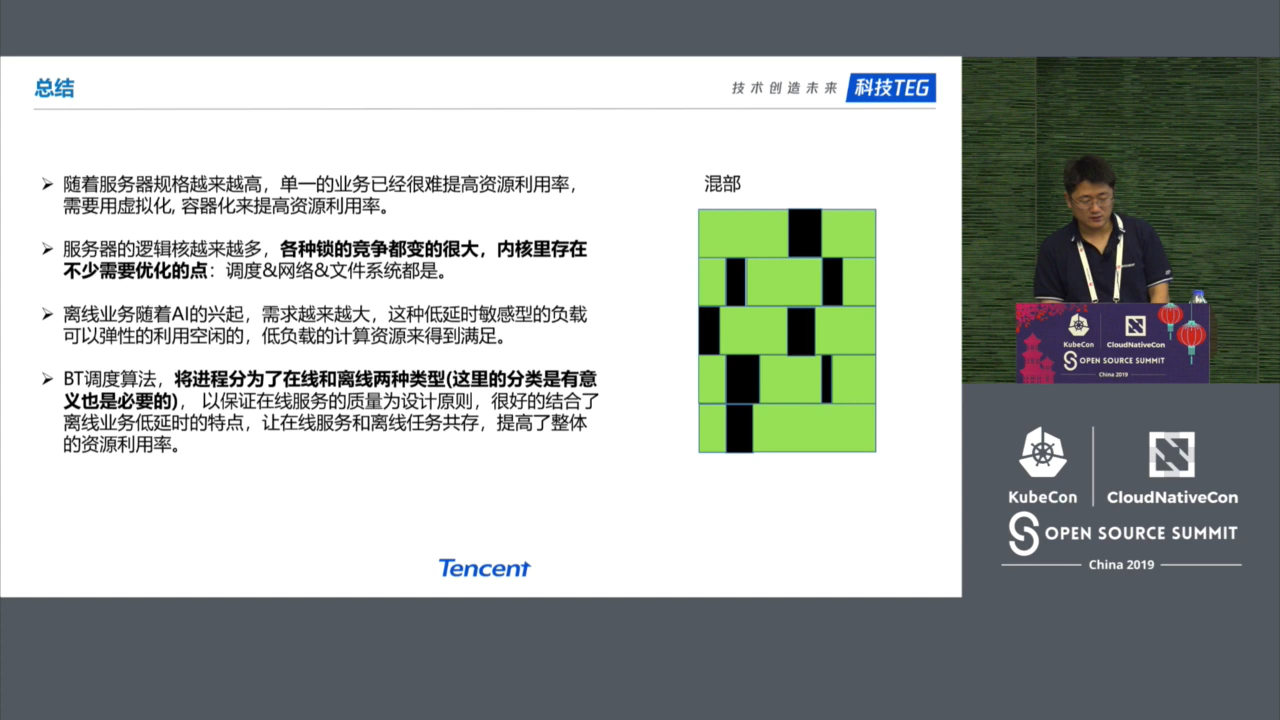 总结
技术创造未来 科技TEG
➢ 随着服务器规格越来越高，单一的业务已经很难提高资源利用率，
需要用虚拟化, 容器化来提高资源利用率。
➢ 服务器的逻辑核越来越多，各种锁的竞争都变的很大，内核里存在
不少需要优化的点：调度&网络&文件系统都是。
➢ 离线业务随着AI的兴起，需求越来越大，这种低延时敏感型的负载
可以弹性的利用空闲的，低负载的计算资源来得到满足。
➢ BT调度算法，将进程分为了在线和离线两种类型(这里的分类是有意
义也是必要的)， 以保证在线服务的质量为设计原则，很好的结合了
离线业务低延时的特点，让在线服务和离线任务共存，提高了整体
的资源利用率。
混部
Tencent
KubeCon CloudNativeCon
OPEN SOURCE SUMMIT
China 2019
KubeCon CloudNativeCon
OPEN SOURCE SUMMIT
China 2019